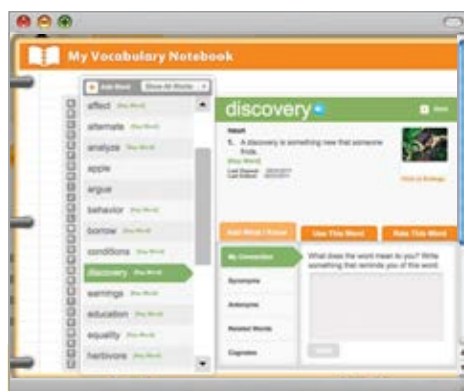 My Vocabulary Notebook
Add Word Show All Words
affect (Key Word)
alternate (Key Word)
analyze (Key Word)
apple
argue
behavior (Key Word)
borrow (Key Word)
conditions (Key Word)
discovery (Key Word)
earnings (Key Word)
education (Key Word)
equality (Key Word)
herbivore (Key Word)
discovery
noun
1. A discovery is something new that someone
finds.
(Key Word)
Click to Enlarge
Add What I Know
Use This Word
Rate This Word
My Connection
Synonyms
Antonyms
Related Words
Cognates
What does the word mean to you? Write
something that reminds you of this word.